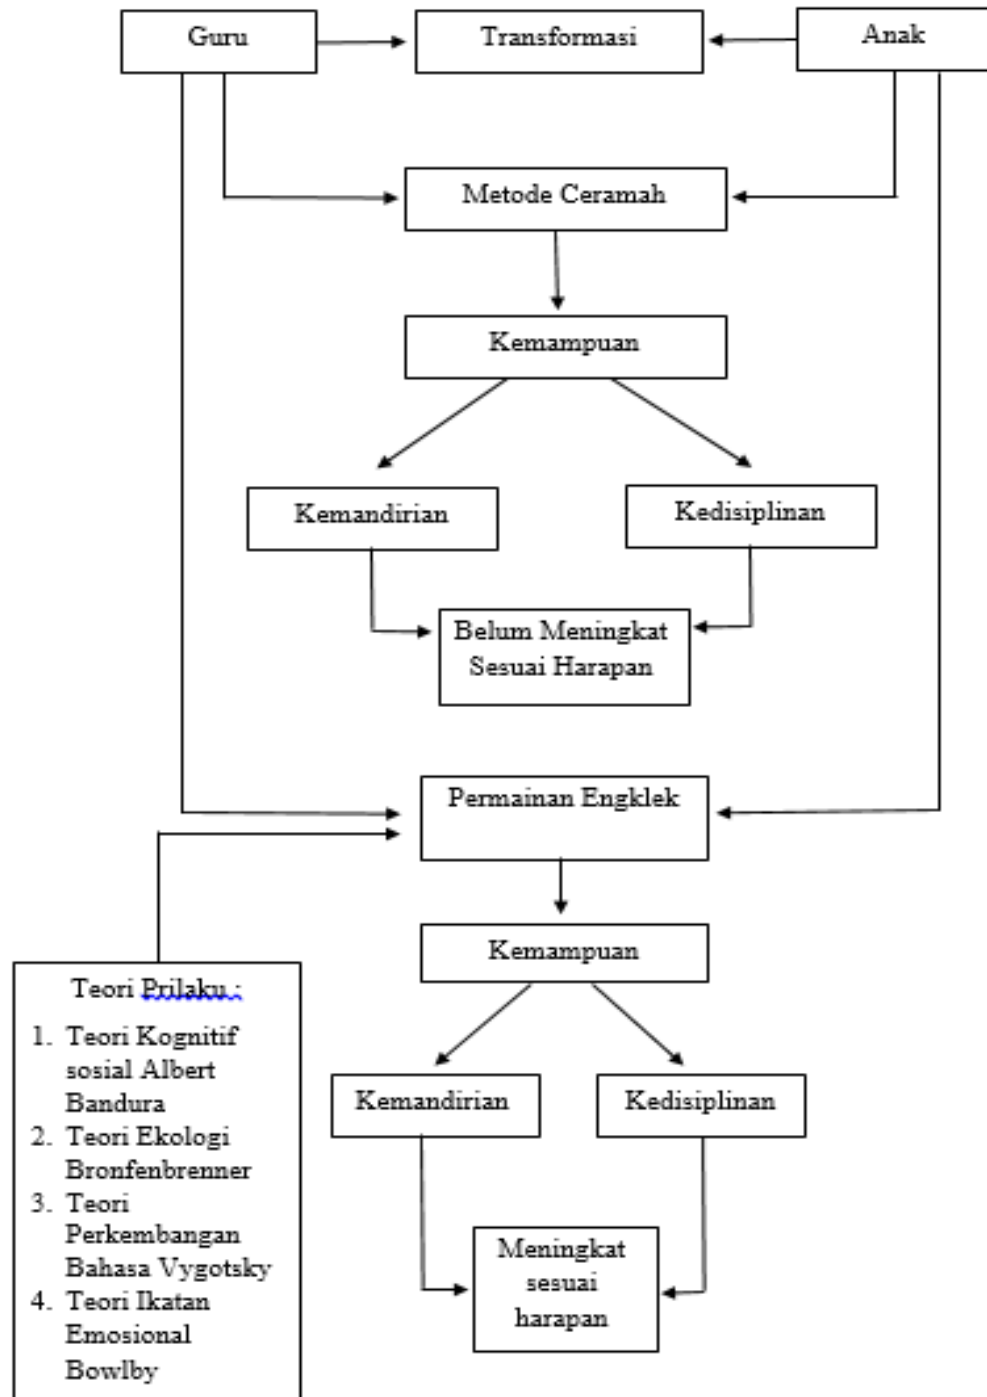 Guru
Transformasi
Anak
Metode Ceramah
Kemampuan
Kemandirian
Kedisiplinan
Belum Meningkat
Sesuai Harapan
Permainan Engklek
Kemampuan
Teori Prilaku :
1. Teori Kognitif
sosial Albert
Bandura
2. Teori Ekologi
Bronfenbrenner
3. Teori
Perkembangan
Bahasa Vygotsky
4. Teori Ikatan
Emosional
Bowlby
Kemandirian
Kedisiplinan
Meningkat
sesuai
harapan